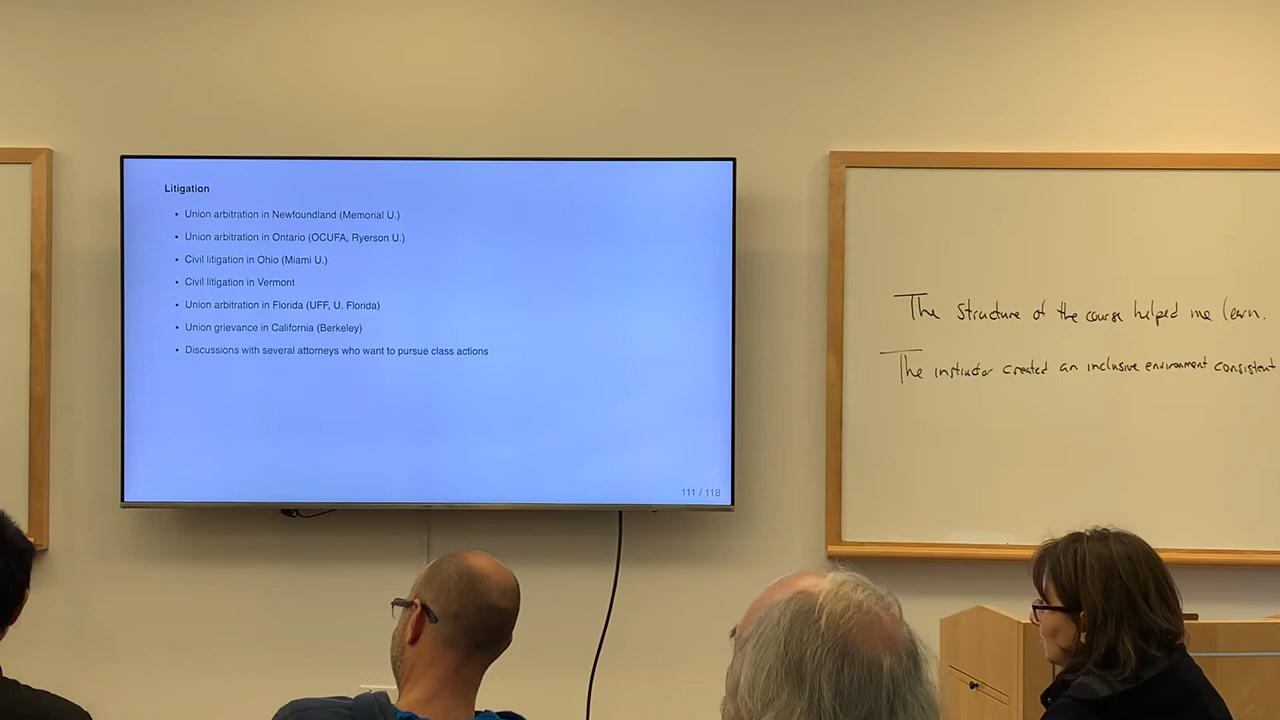 Litigation
• Union arbitration in Newfoundland (Memorial U.)
• Union arbitration in Ontario (OCUFA, Ryerson U.)
• Civil litigation in Ohio (Miami U.)
• Civil litigation in Vermont
• Union arbitration in Florida (UFF, U. Florida)
• Union grievance in California (Berkeley)
• Discussions with several attorneys who want to pursue class actions
111 / 118
The structure of the course helped me learn.
The instructor created an inclusive environment consistent